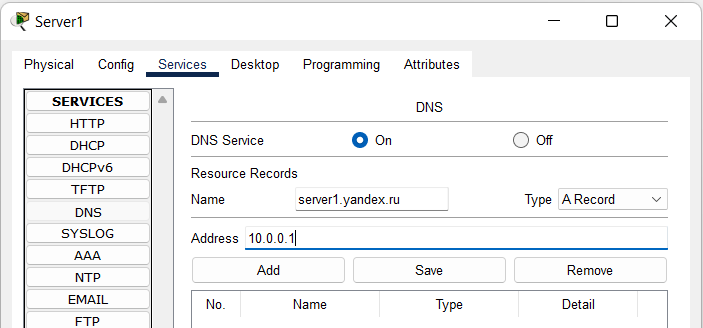 Server1
Physical Config Services Desktop Programming Attributes
SERVICES
HTTP
DHCP
DHCPv6
TFTP
DNS
SYSLOG
AAA
NTP
EMAIL
FTP
DNS
DNS Service On Off
Resource Records
Name server1.yandex.ru Type A Record
Address 10.0.0.1
Add Save Remove
No. Name Type Detail